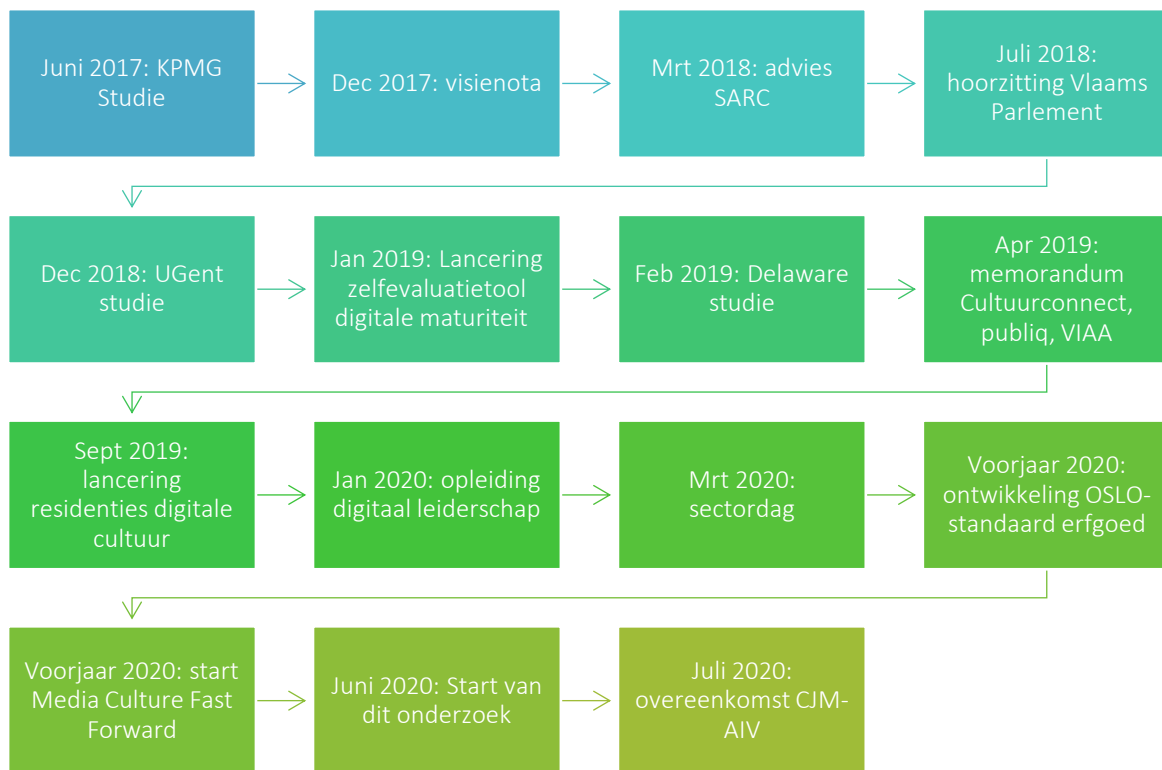 Juni 2017: KPMG
Studie
Dec 2017: visienota
Mrt 2018: advies
SARC
Juli 2018:
hoorzitting Vlaams
Parlement
Dec 2018: UGent
studie
Jan 2019: Lancering
zelfevaluatietool
digitale maturiteit
Feb 2019: Delaware
studie
Apr 2019:
memorandum
Cultuurconnect,
publiq, VIAA
Sept 2019:
lancering
residenties digitale
cultuur
Jan 2020: opleiding
digitaal leiderschap
Mrt 2020:
sectordag
Voorjaar 2020:
ontwikkeling OSLO-
standaard erfgoed
Voorjaar 2020: start
Media Culture Fast
Forward
Juni 2020: Start van
dit onderzoek
Juli 2020:
overeenkomst CJM-
AIV